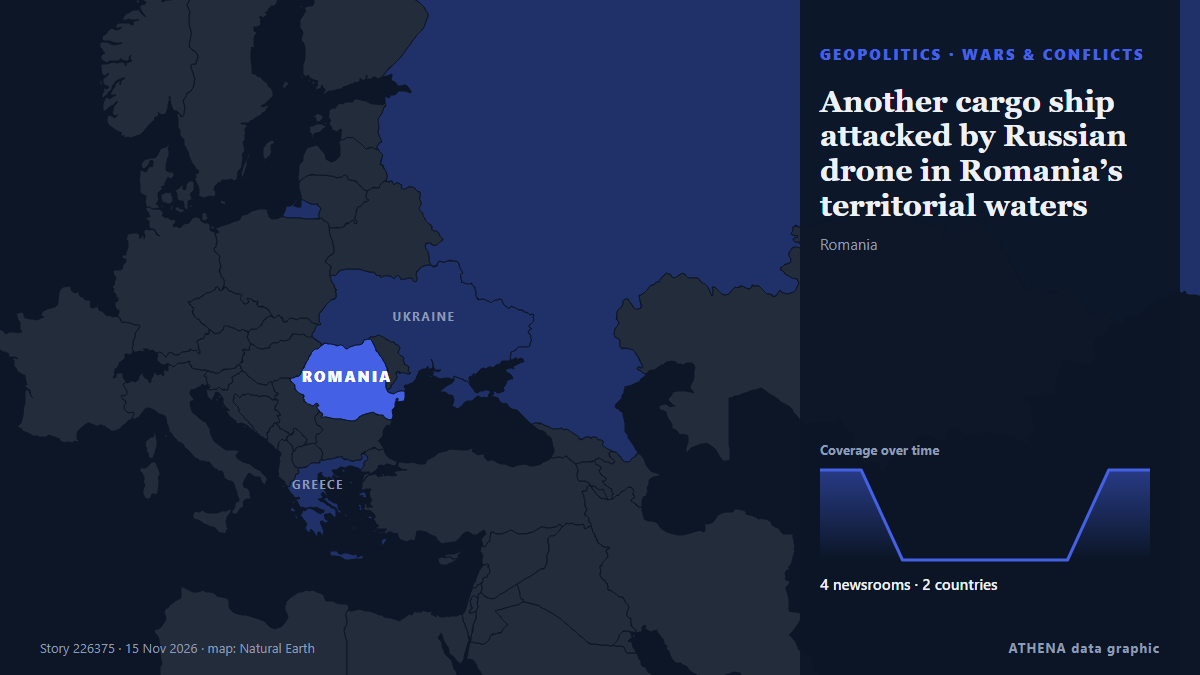 GEOPOLITICS · WARS & CONFLICTS
Another cargo ship
attacked by Russian
drone in Romania’s
territorial waters
Romania
UKRAINE
ROMANIA
GREECE
Coverage over time
4 newsrooms · 2 countries
Story 226375 · 15 Nov 2026 · map: Natural Earth
ATHENA data graphic